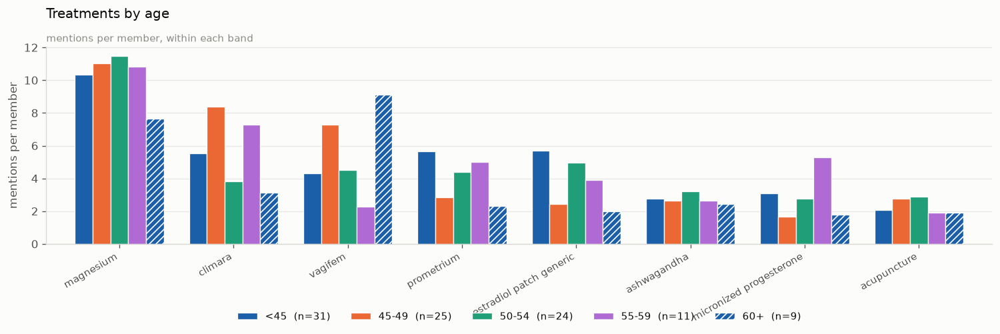 Treatments by age
mentions per member, within each band
mentions per member
12
10
8
6
4
2
0
magnesium
climara
vagifem
prometrium
estradiol patch generic
ashwagandha
micronized progesterone
acupuncture
<45 (n=31)
45-49 (n=25)
50-54 (n=24)
55-59 (n=11)
60+ (n=9)